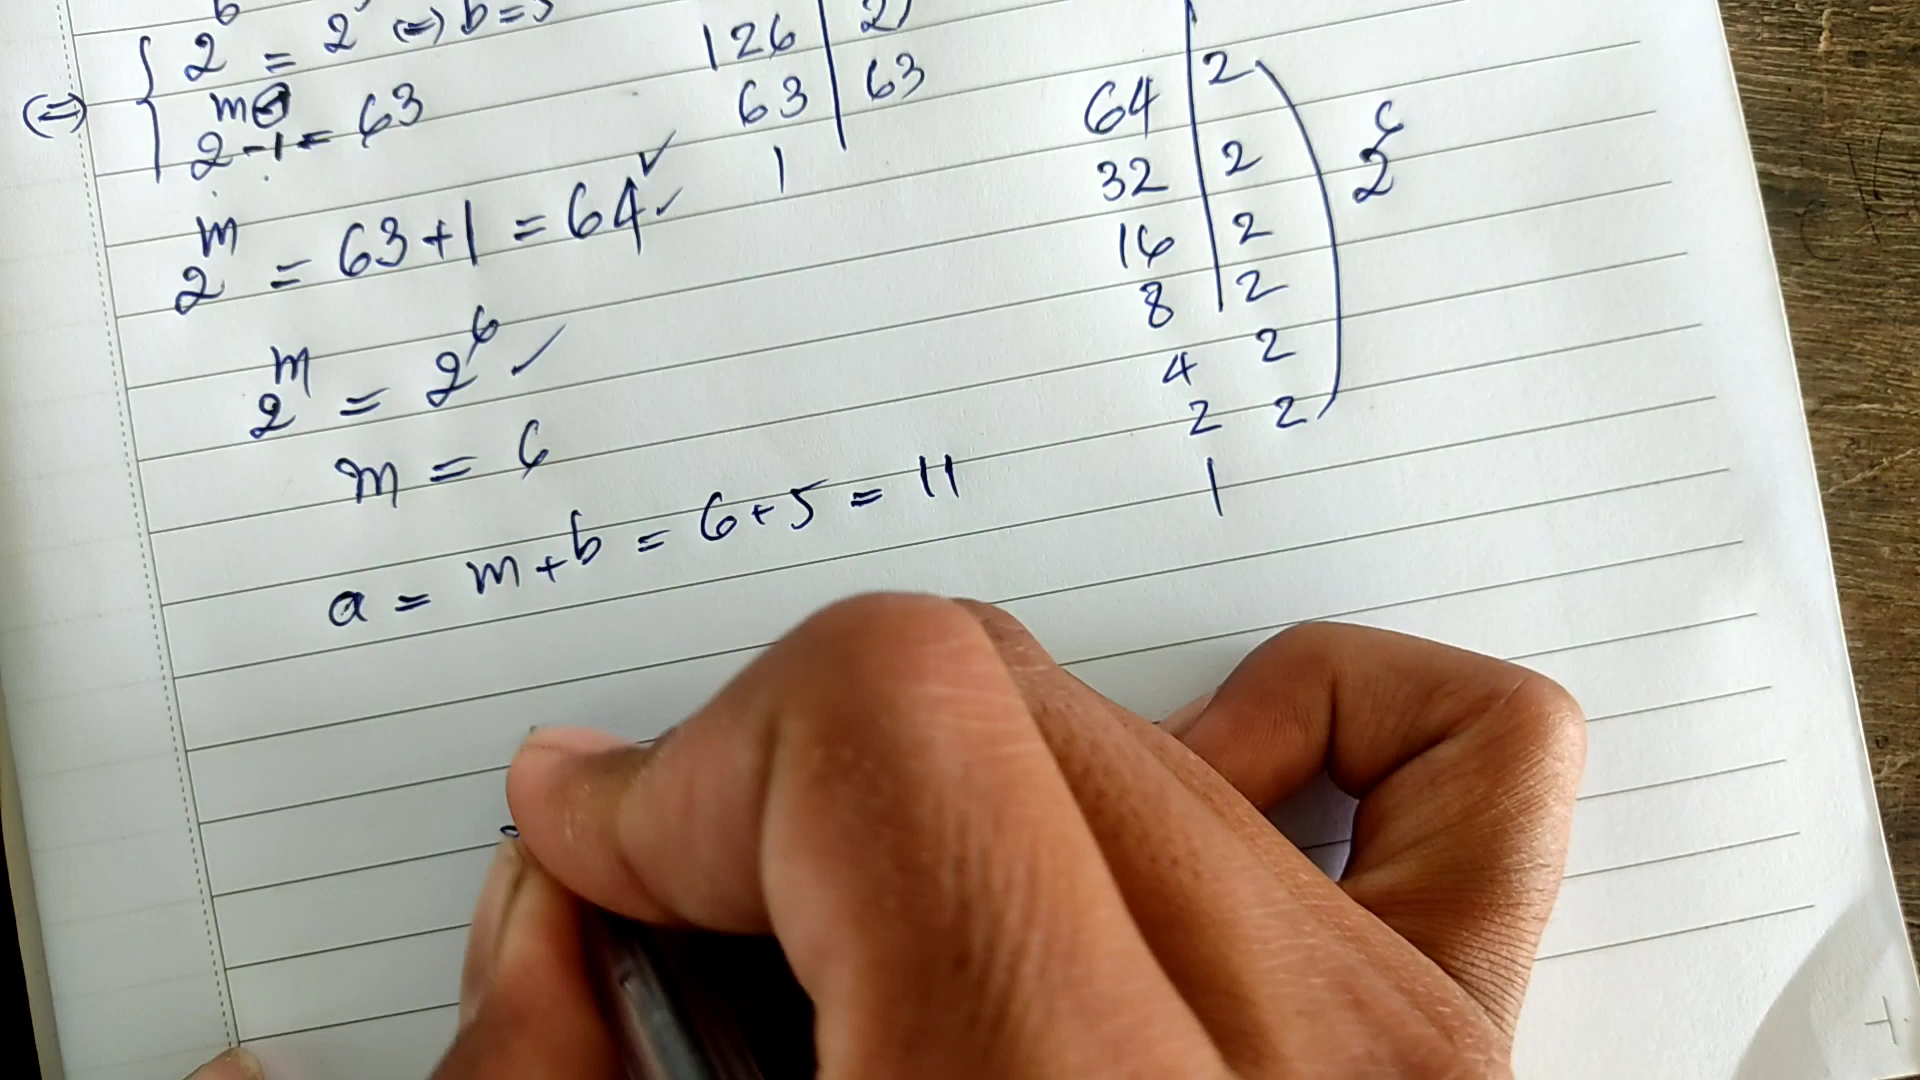 2^b = 2^5 (=) b=5
(=) 2^m - 1 = 63
2^m = 63+1 = 64
2^m = 2^6
m = 6
a = m+b = 6+5 = 11
126 2
63 63
1
64 2
32 2
16 2
8 2
4 2
2 2
1
2^6